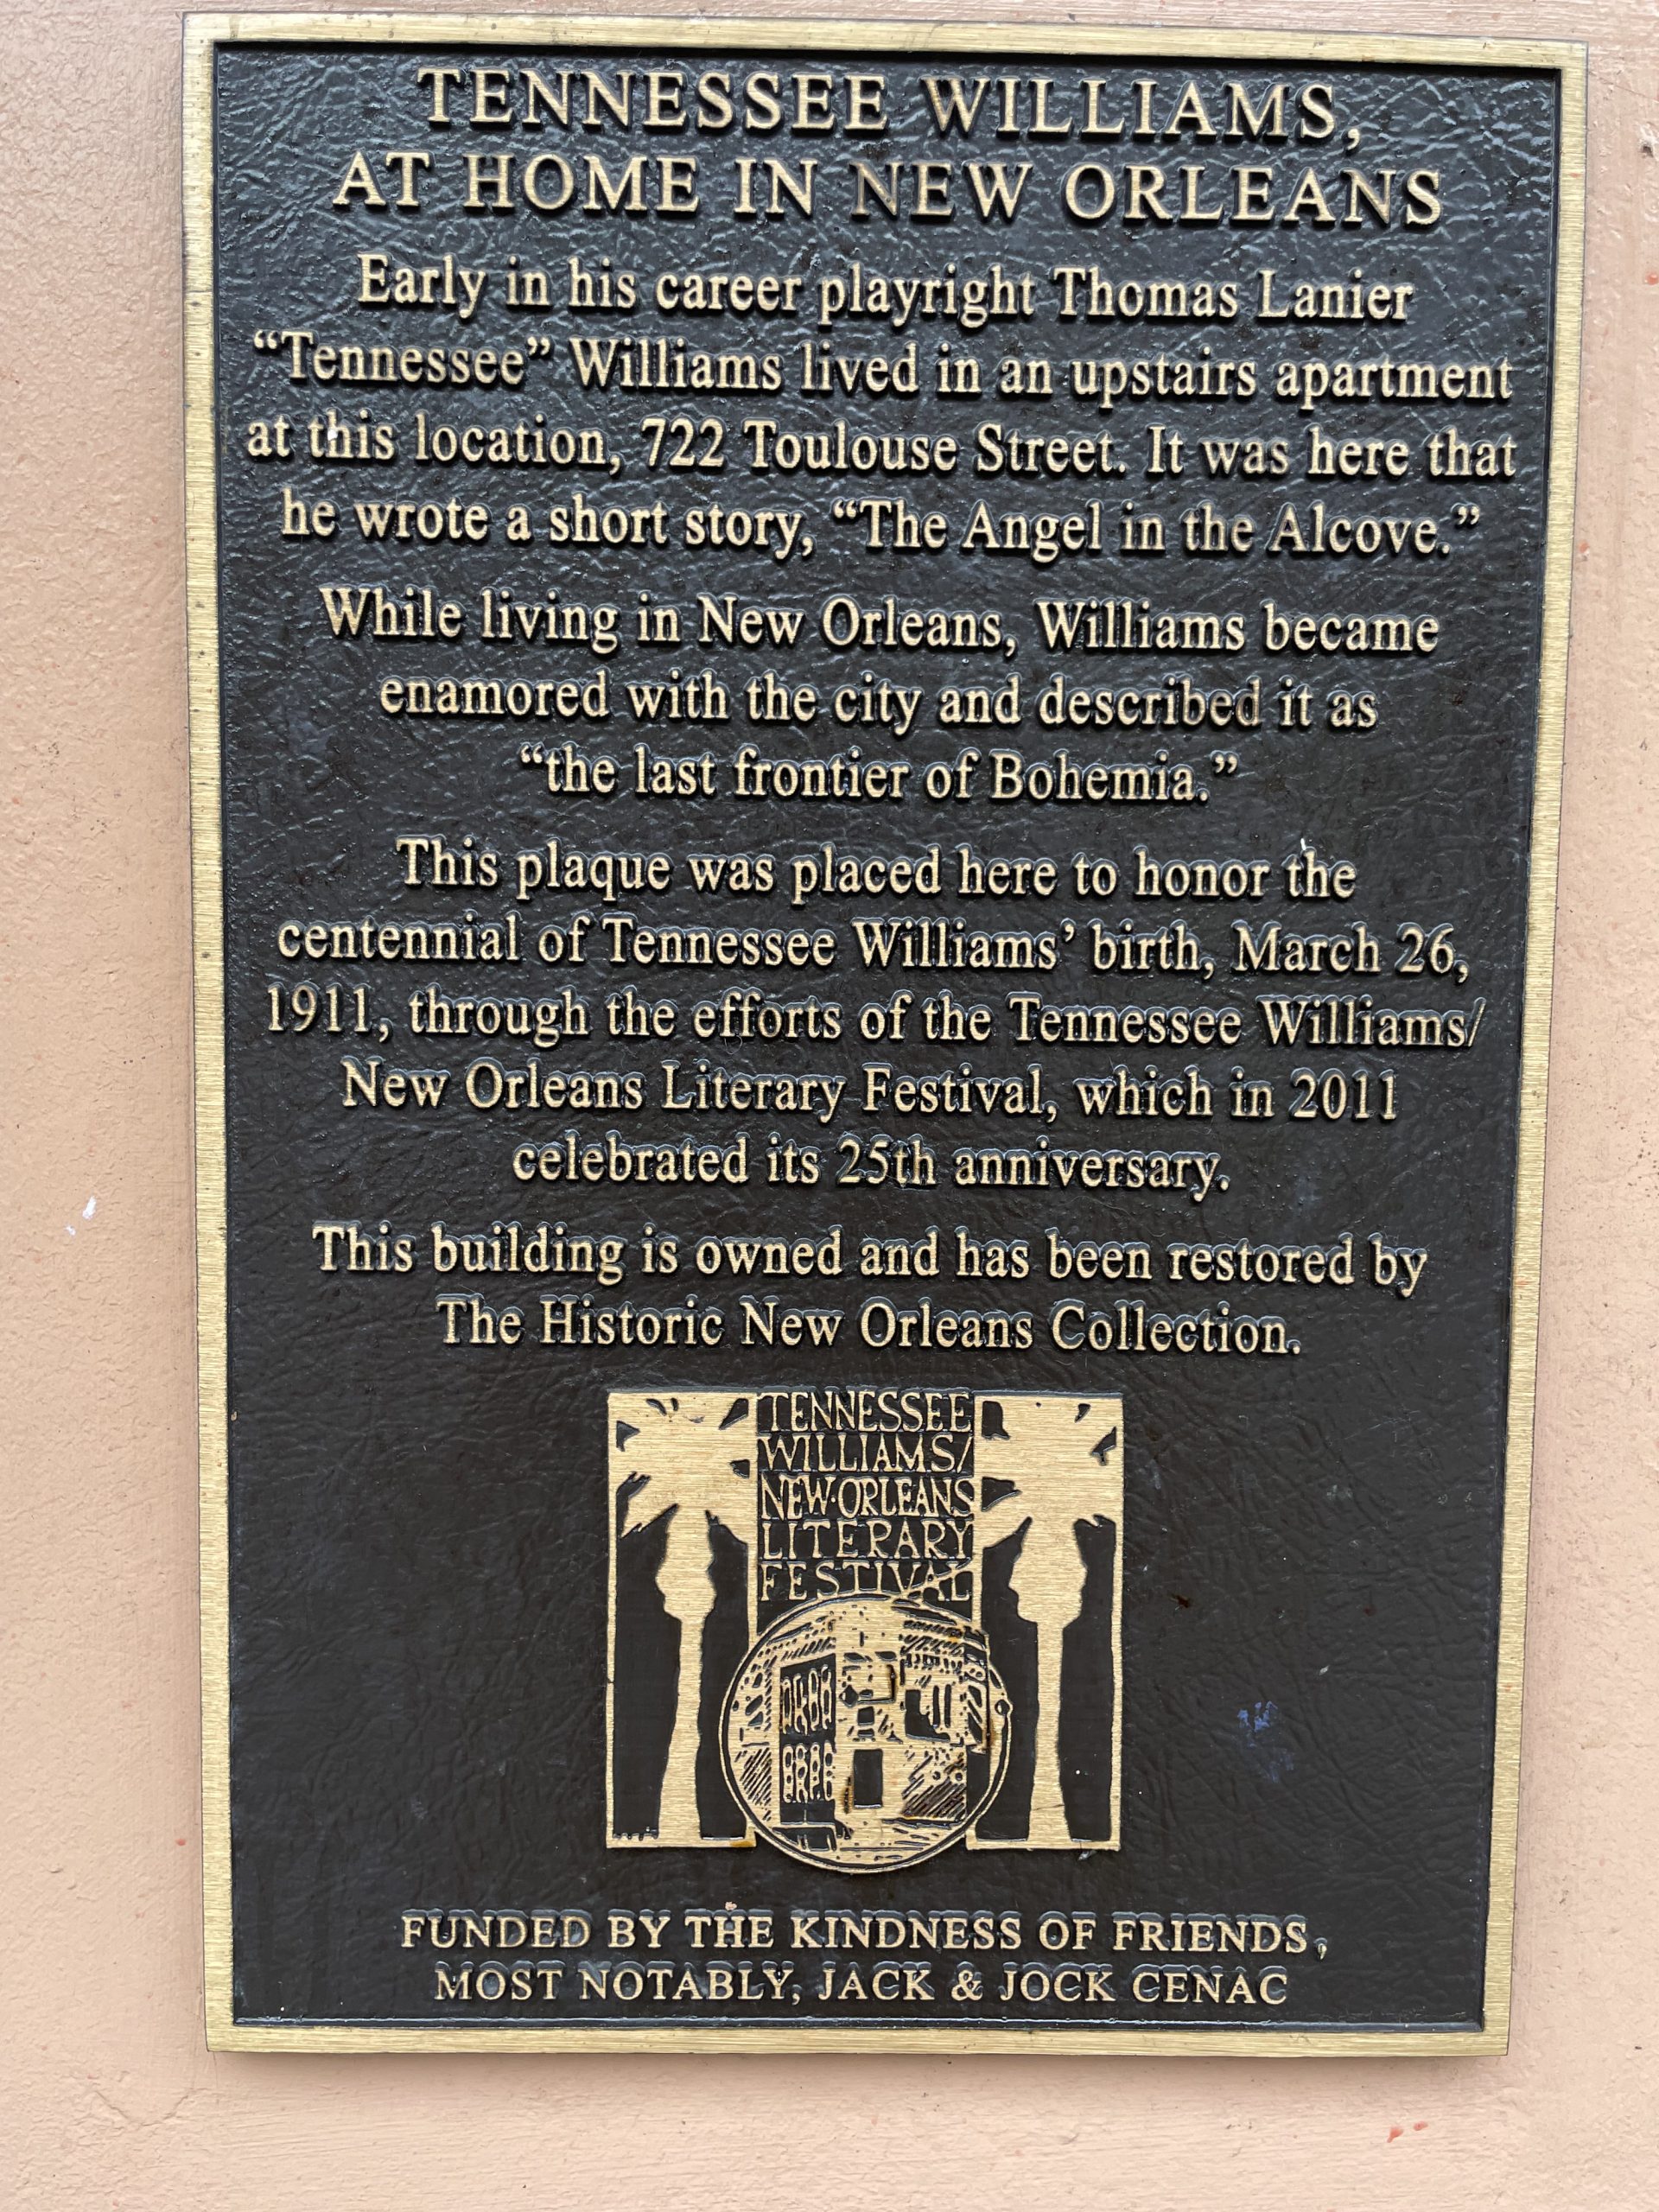 TENNESSEE WILLIAMS,
AT HOME IN NEW ORLEANS
Early in his career playright Thomas Lanier
“Tennessee” Williams lived in an upstairs apartment
at this location, 722 Toulouse Street. It was here that
he wrote a short story, “The Angel in the Alcove.”
While living in New Orleans, Williams became
enamored with the city and described it as
“the last frontier of Bohemia.”
This plaque was placed here to honor the
centennial of Tennessee Williams’ birth, March 26,
1911, through the efforts of the Tennessee Williams/
New Orleans Literary Festival, which in 2011
celebrated its 25th anniversary.
This building is owned and has been restored by
The Historic New Orleans Collection.
TENNESSEE
WILLIAMS/
NEW·ORLEANS
LITERARY
FESTIVAL
FUNDED BY THE KINDNESS OF FRIENDS,
MOST NOTABLY, JACK & JOCK CENAC